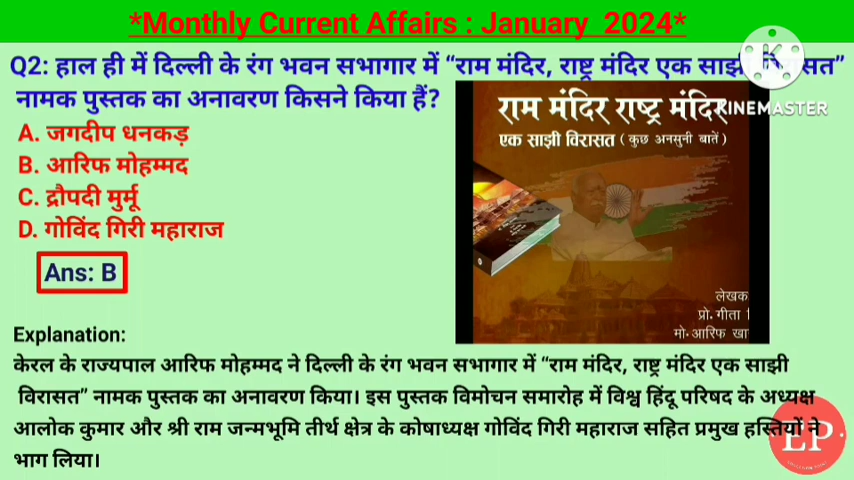 *Monthly Current Affairs : January 2024*
Q2: हाल ही में दिल्ली के रंग भवन सभागार में “राम मंदिर, राष्ट्र मंदिर एक साझी विरासत”
नामक पुस्तक का अनावरण किसने किया हैं?
KINEMASTER
A. जगदीप धनकड़
B. आरिफ मोहम्मद
C. द्रौपदी मुर्मू
D. गोविंद गिरी महाराज
Ans: B
राम मंदिर राष्ट्र मंदिर
एक साझी विरासत ( कुछ अनसुनी बातें )
लेखक
प्रो. गीता
मो. आरिफ खा
Explanation:
केरल के राज्यपाल आरिफ मोहम्मद ने दिल्ली के रंग भवन सभागार में “राम मंदिर, राष्ट्र मंदिर एक साझी
विरासत” नामक पुस्तक का अनावरण किया। इस पुस्तक विमोचन समारोह में विश्व हिंदू परिषद के अध्यक्ष
आलोक कुमार और श्री राम जन्मभूमि तीर्थ क्षेत्र के कोषाध्यक्ष गोविंद गिरी महाराज सहित प्रमुख हस्तियों ने
भाग लिया।
EP